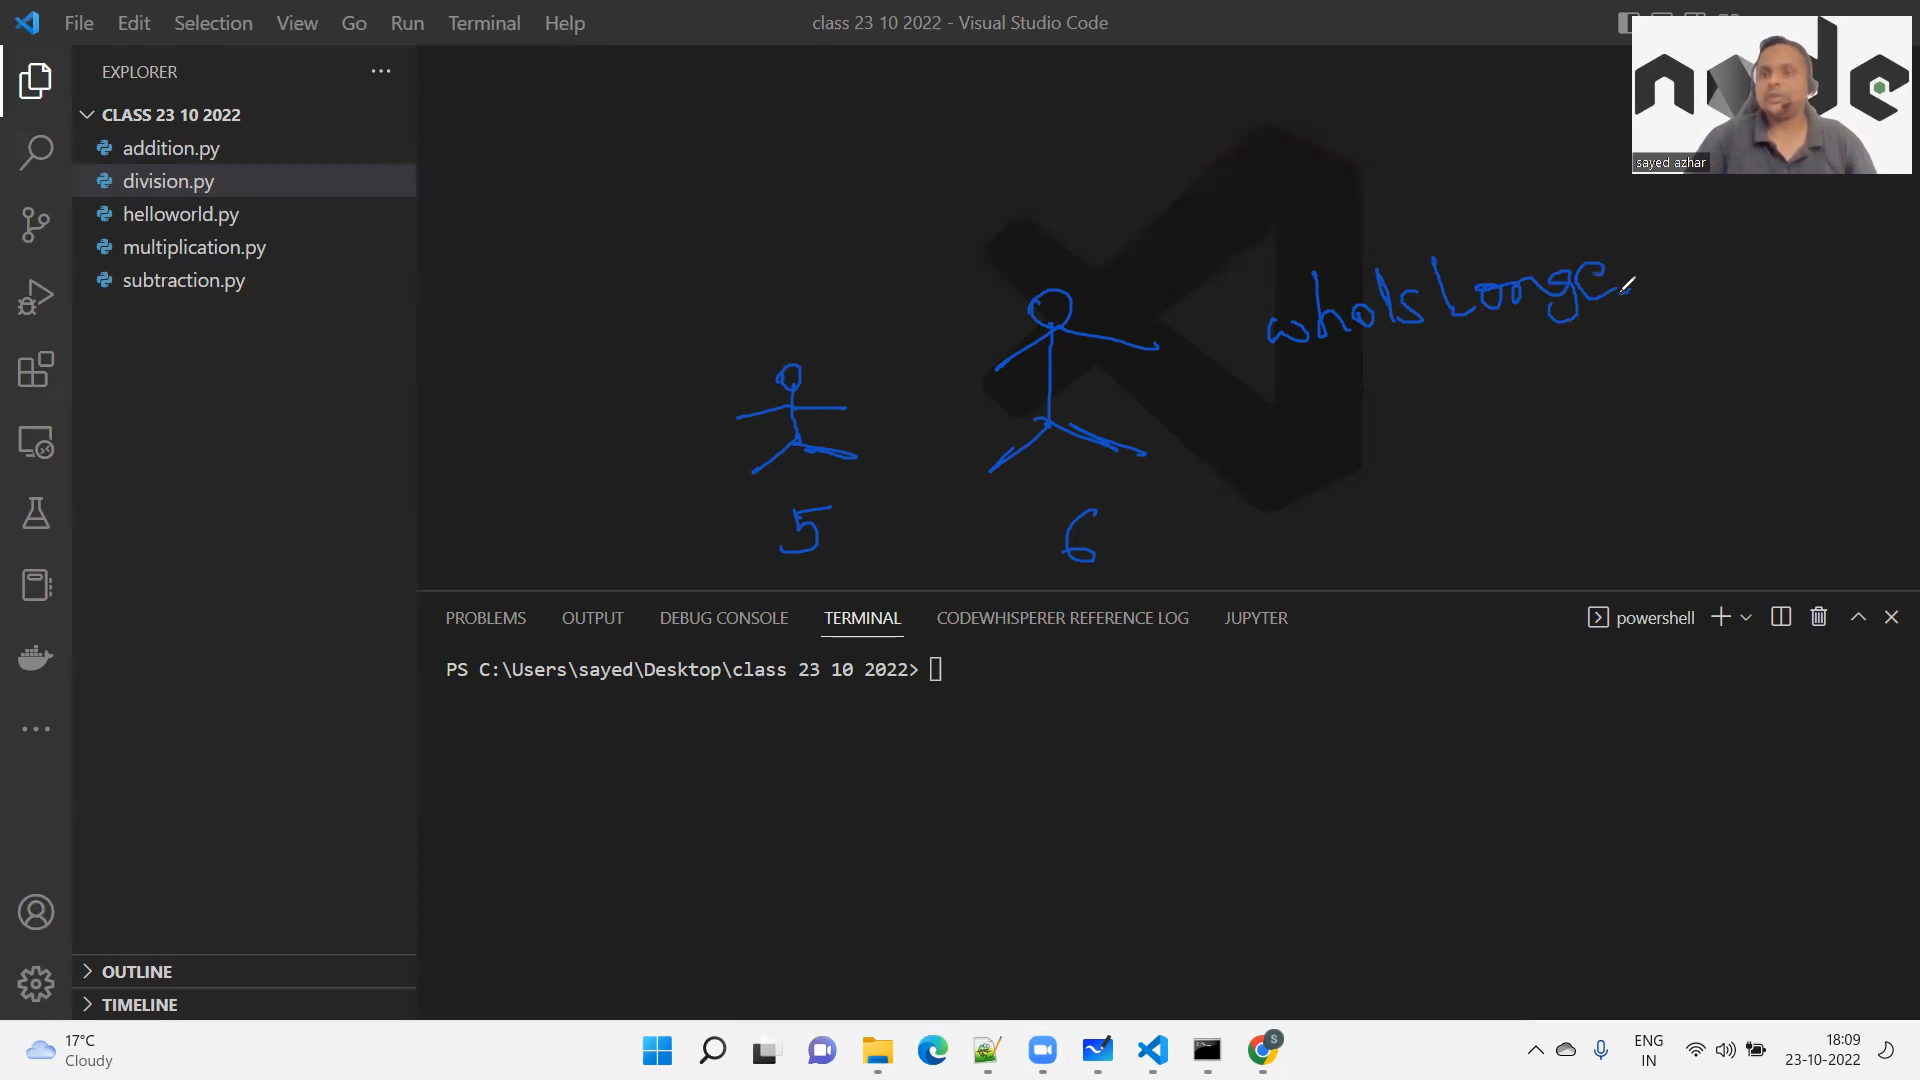 File Edit Selection View Go Run Terminal Help
class 23 10 2022 - Visual Studio Code
node
sayed azhar
EXPLORER
CLASS 23 10 2022
addition.py
division.py
helloworld.py
multiplication.py
subtraction.py
whoIsLonge
5 6
PROBLEMS OUTPUT DEBUG CONSOLE TERMINAL CODEWHISPERER REFERENCE LOG JUPYTER
powershell
PS C:\Users\sayed\Desktop\class 23 10 2022>
OUTLINE
TIMELINE
17°C
Cloudy
S
ENG
IN
18:09
23-10-2022